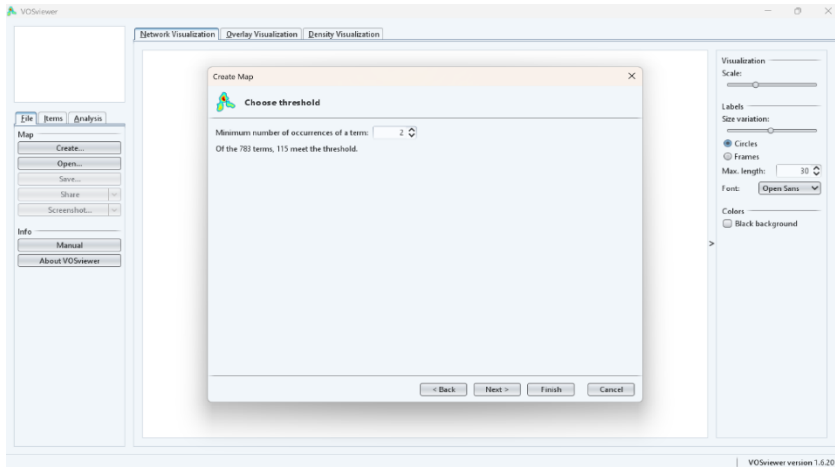 VOSviewer
Network Visualization Overlay Visualization Density Visualization
File Items Analysis
Map
Create...
Open...
Save...
Share
Screenshot...
Info
Manual
About VOSviewer
Create Map
Choose threshold
Minimum number of occurrences of a term: 2
Of the 783 terms, 115 meet the threshold.
< Back Next > Finish Cancel
Visualization
Scale:
Labels
Size variation:
Circles
Frames
Max. length: 30
Font: Open Sans
Colors
Black background
>
VOSviewer version 1.6.20